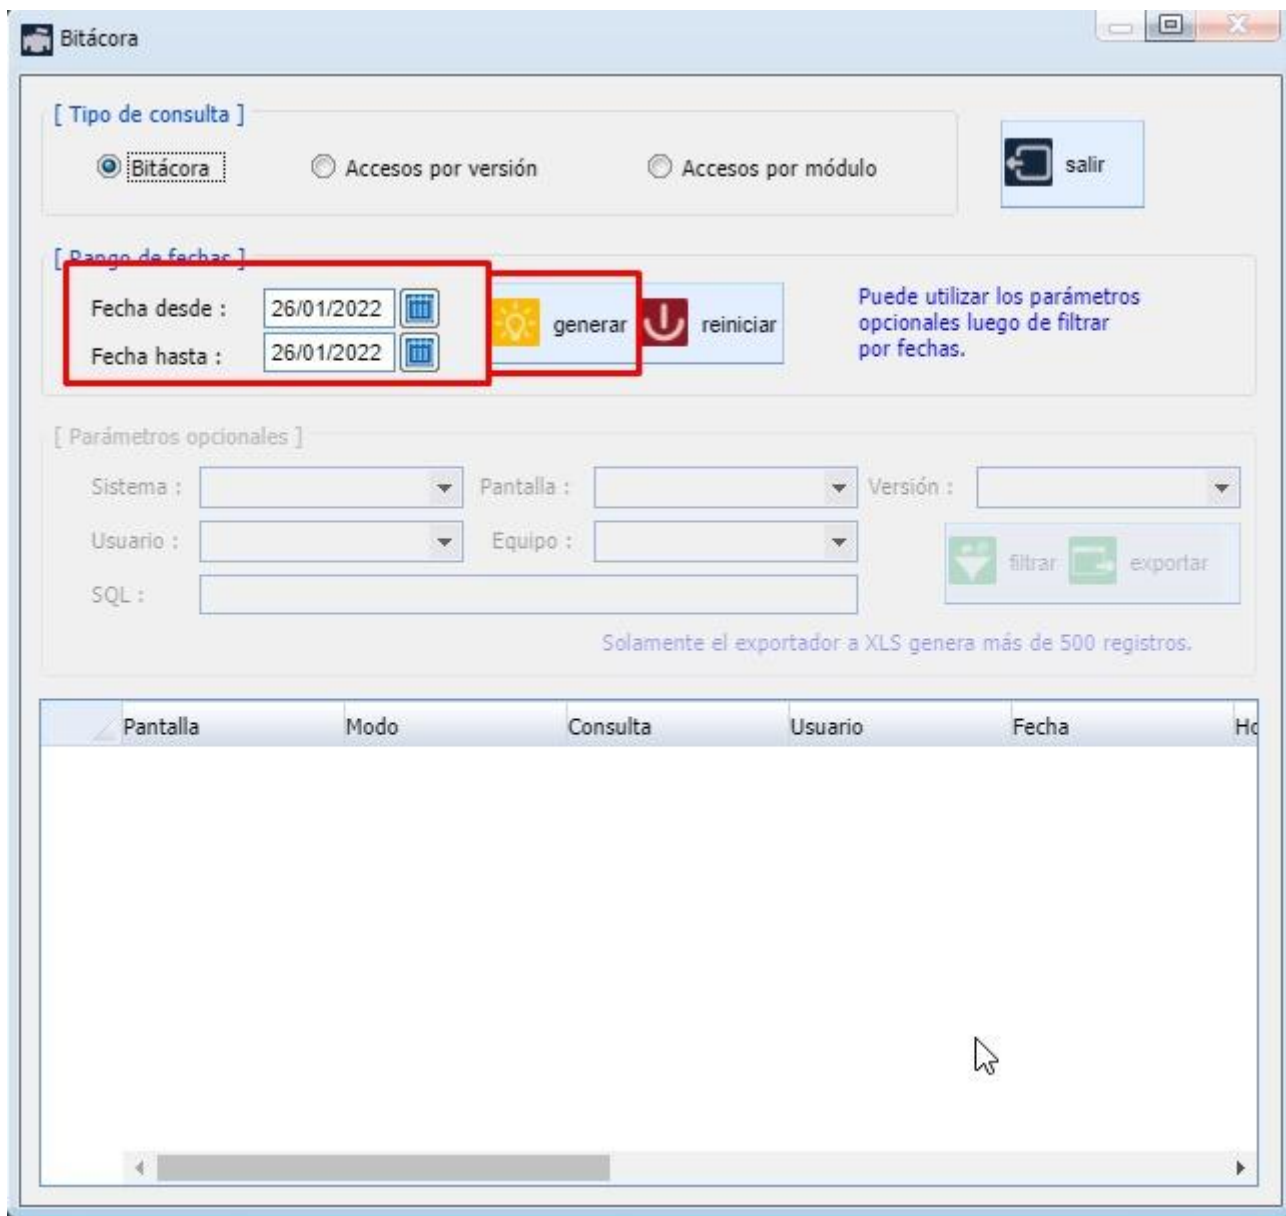 Bitácora
[ Tipo de consulta ]
Bitácora Accesos por versión Accesos por módulo salir
[ Rango de fechas ]
Fecha desde : 26/01/2022 generar reiniciar
Fecha hasta : 26/01/2022
Puede utilizar los parámetros
opcionales luego de filtrar
por fechas.
[ Parámetros opcionales ]
Sistema : Pantalla : Versión :
Usuario : Equipo : filtrar exportar
SQL :
Solamente el exportador a XLS genera más de 500 registros.
Pantalla Modo Consulta Usuario Fecha Ho